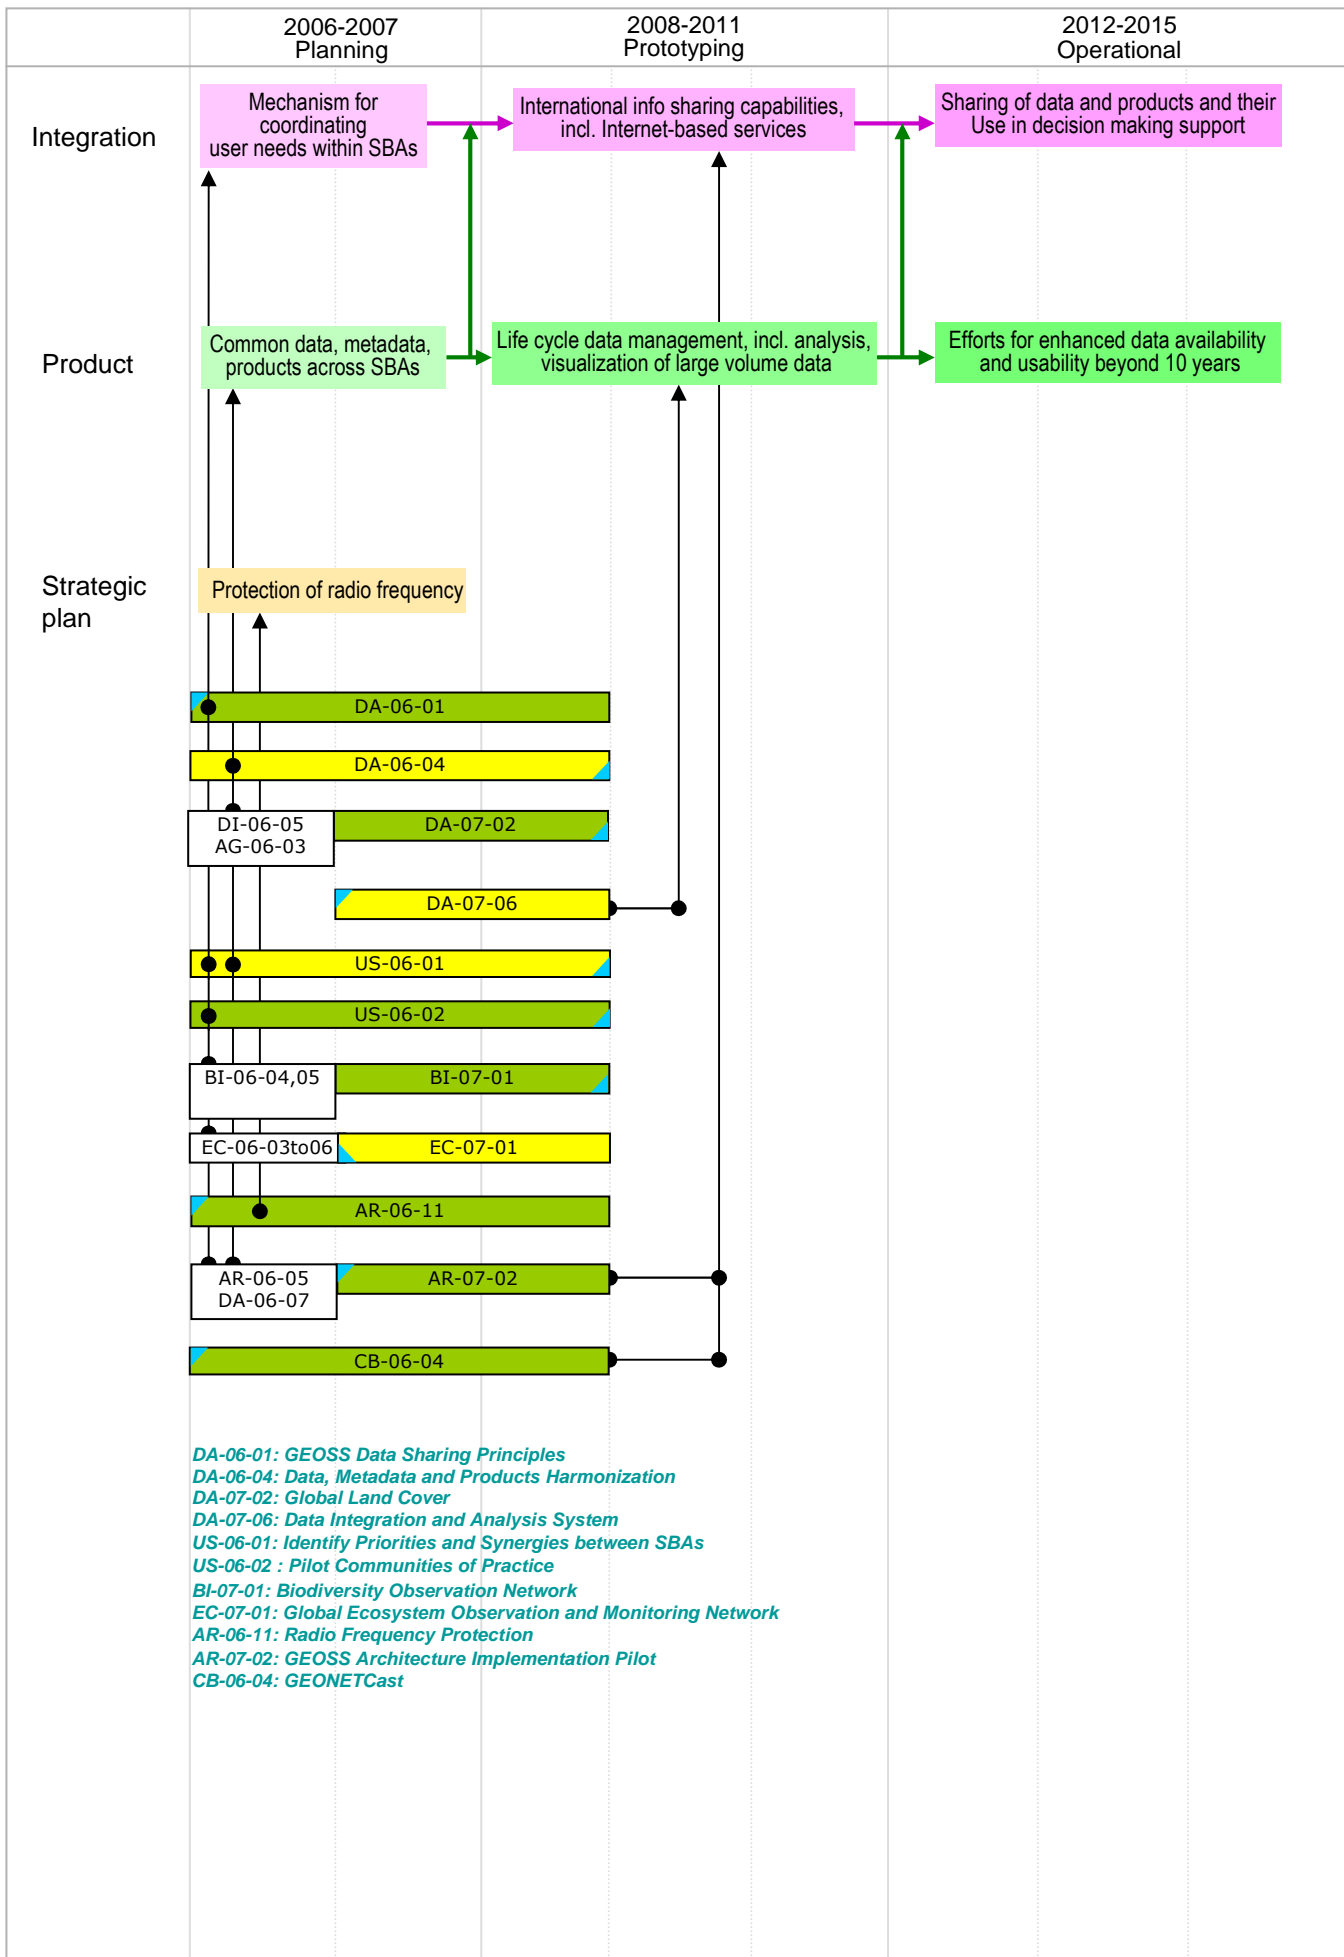 2006-2007
Planning
2008-2011
Prototyping
2012-2015
Operational
Integration
Mechanism for
coordinating
user needs within SBAs
International info sharing capabilities,
incl. Internet-based services
Sharing of data and products and their
Use in decision making support
Product
Common data, metadata,
products across SBAs
Life cycle data management, incl. analysis,
visualization of large volume data
Efforts for enhanced data availability
and usability beyond 10 years
Strategic
plan
Protection of radio frequency
DA-06-01
DA-06-04
DI-06-05
AG-06-03
DA-07-02
DA-07-06
US-06-01
US-06-02
BI-06-04,05
BI-07-01
EC-06-03to06
EC-07-01
AR-06-11
AR-06-05
DA-06-07
AR-07-02
CB-06-04
DA-06-01: GEOSS Data Sharing Principles
DA-06-04: Data, Metadata and Products Harmonization
DA-07-02: Global Land Cover
DA-07-06: Data Integration and Analysis System
US-06-01: Identify Priorities and Synergies between SBAs
US-06-02 : Pilot Communities of Practice
BI-07-01: Biodiversity Observation Network
EC-07-01: Global Ecosystem Observation and Monitoring Network
AR-06-11: Radio Frequency Protection
AR-07-02: GEOSS Architecture Implementation Pilot
CB-06-04: GEONETCast